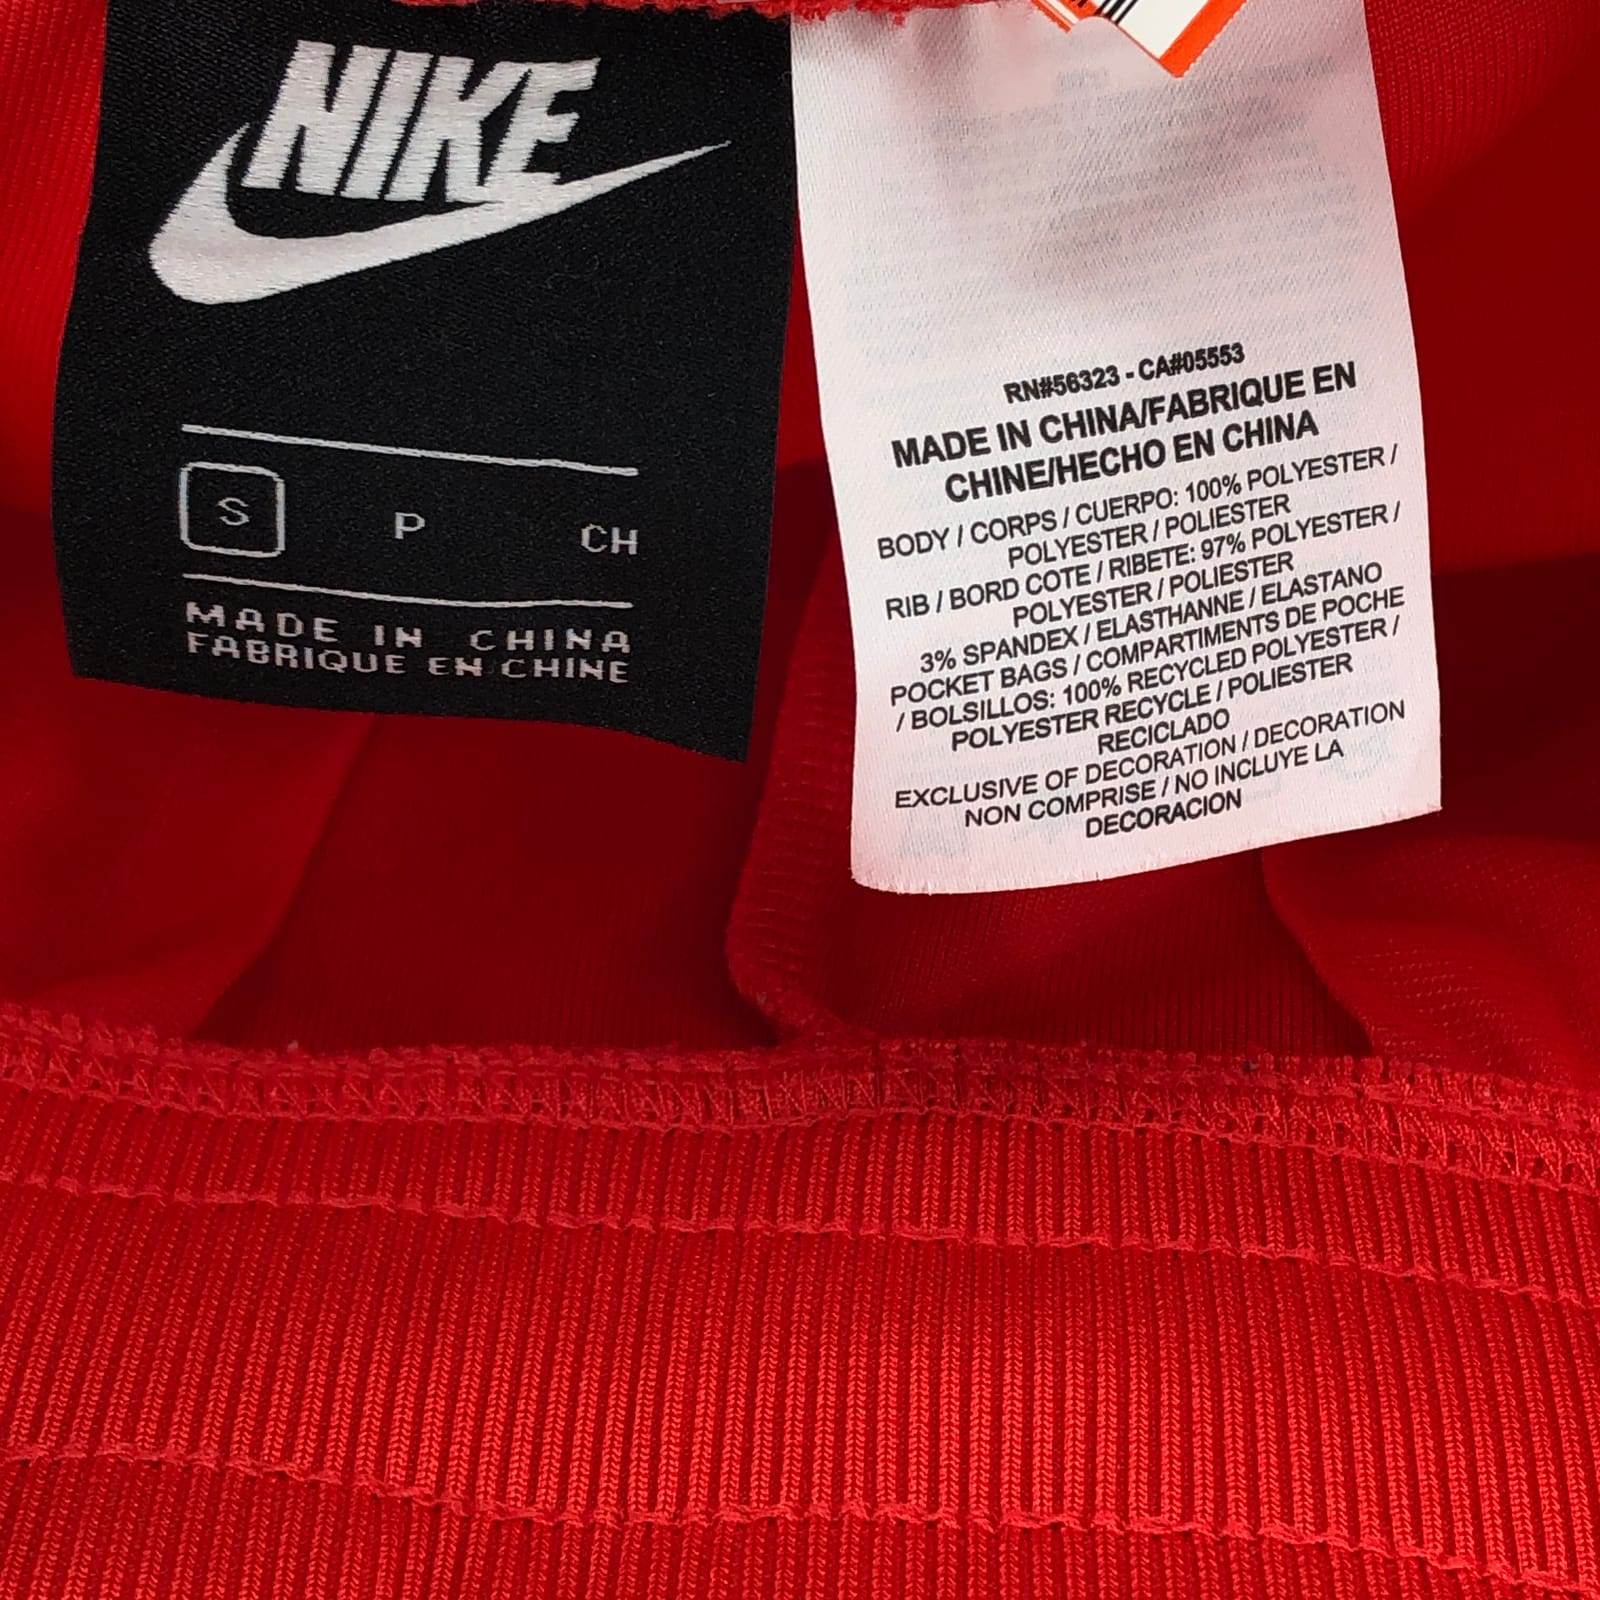 NIKE
S P CH
MADE IN CHINA
FABRIQUE EN CHINE
RN#56323 - CA#05553
MADE IN CHINA/FABRIQUE EN
CHINE/HECHO EN CHINA
BODY / CORPS / CUERPO: 100% POLYESTER /
POLYESTER / POLIESTER
RIB / BORD COTE / RIBETE: 97% POLYESTER /
POLYESTER / POLIESTER
3% SPANDEX / ELASTHANNE / ELASTANO
POCKET BAGS / COMPARTIMENTS DE POCHE
/ BOLSILLOS: 100% RECYCLED POLYESTER /
POLYESTER RECYCLE / POLIESTER
RECICLADO
EXCLUSIVE OF DECORATION / DECORATION
NON COMPRISE / NO INCLUYE LA
DECORACION